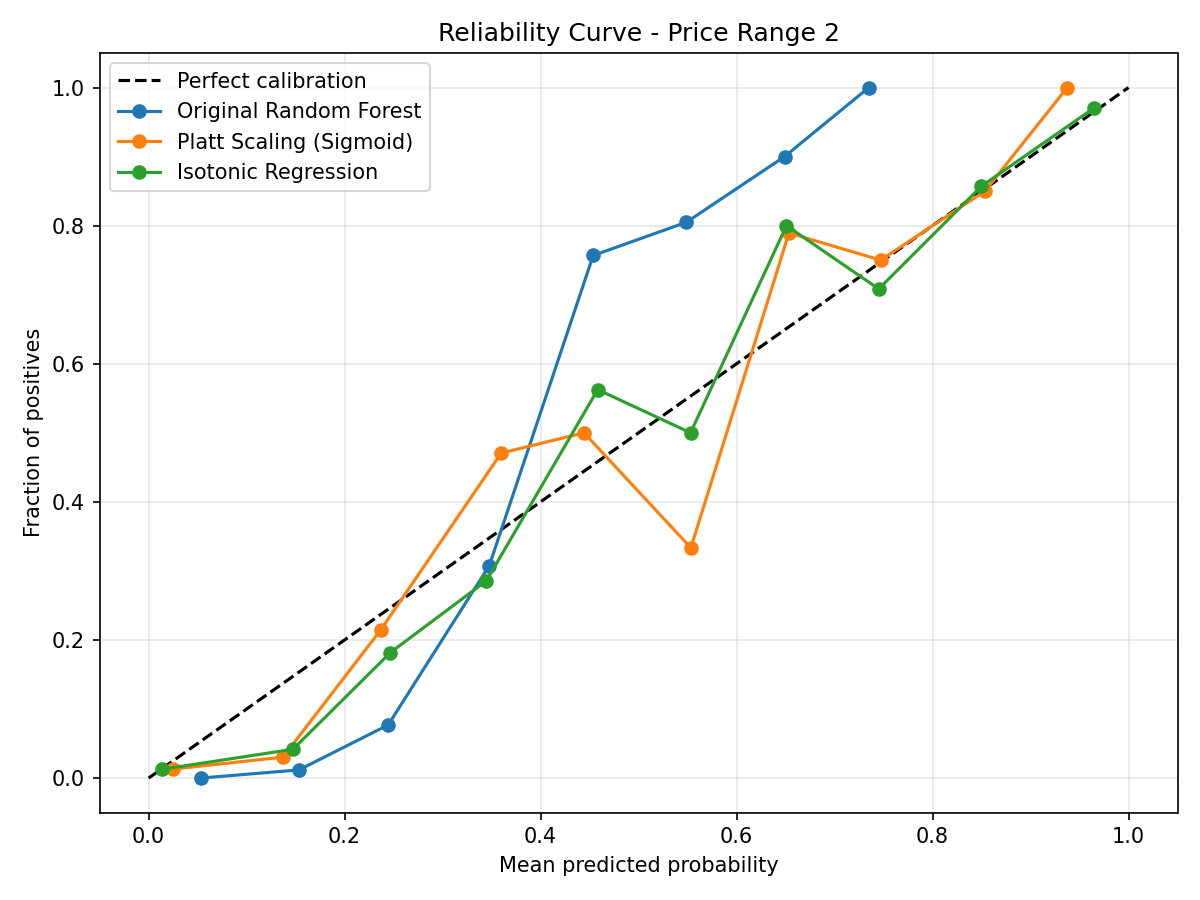 Reliability Curve - Price Range 2
Perfect calibration
Original Random Forest
Platt Scaling (Sigmoid)
Isotonic Regression
Fraction of positives
1.0
0.8
0.6
0.4
0.2
0.0
0.0 0.2 0.4 0.6 0.8 1.0
Mean predicted probability